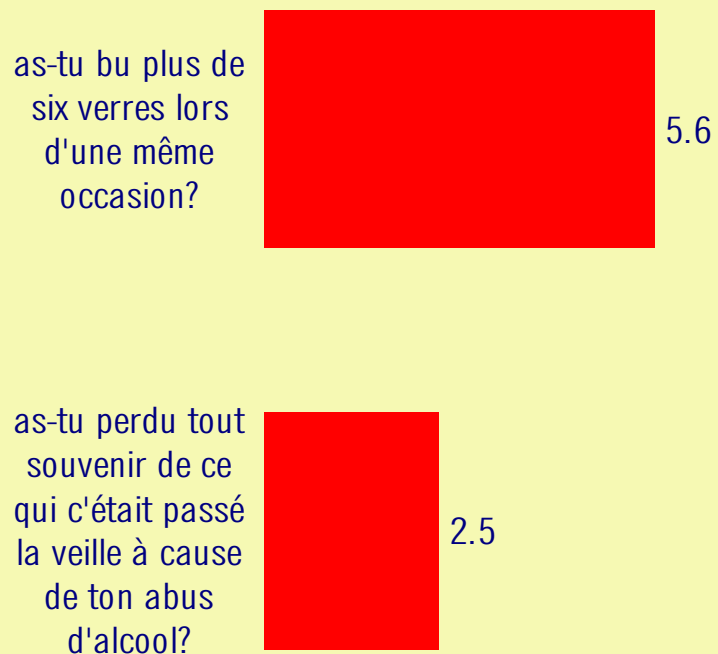 as-tu bu plus de
six verres lors
d'une même
occasion?
5.6
as-tu perdu tout
souvenir de ce
qui c'était passé
la veille à cause
de ton abus
d'alcool?
2.5